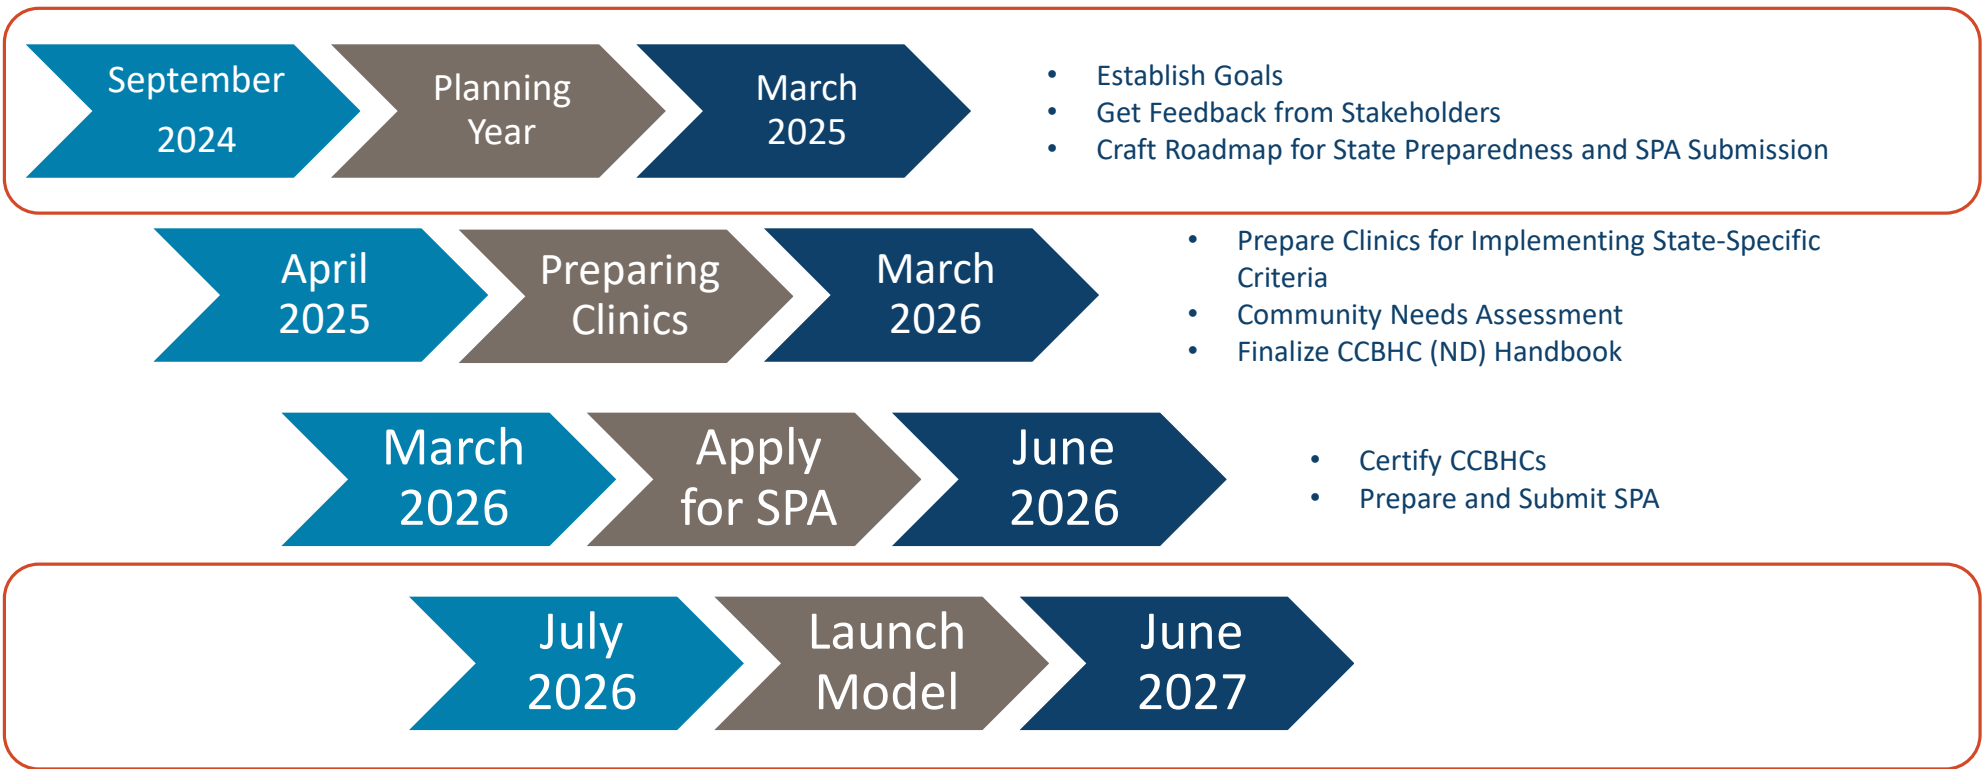 September
2024
Planning
Year
March
2025
• Establish Goals
• Get Feedback from Stakeholders
• Craft Roadmap for State Preparedness and SPA Submission
April
2025
Preparing
Clinics
March
2026
• Prepare Clinics for Implementing State-Specific
Criteria
• Community Needs Assessment
• Finalize CCBHC (ND) Handbook
March
2026
Apply
for SPA
June
2026
• Certify CCBHCs
• Prepare and Submit SPA
July
2026
Launch
Model
June
2027